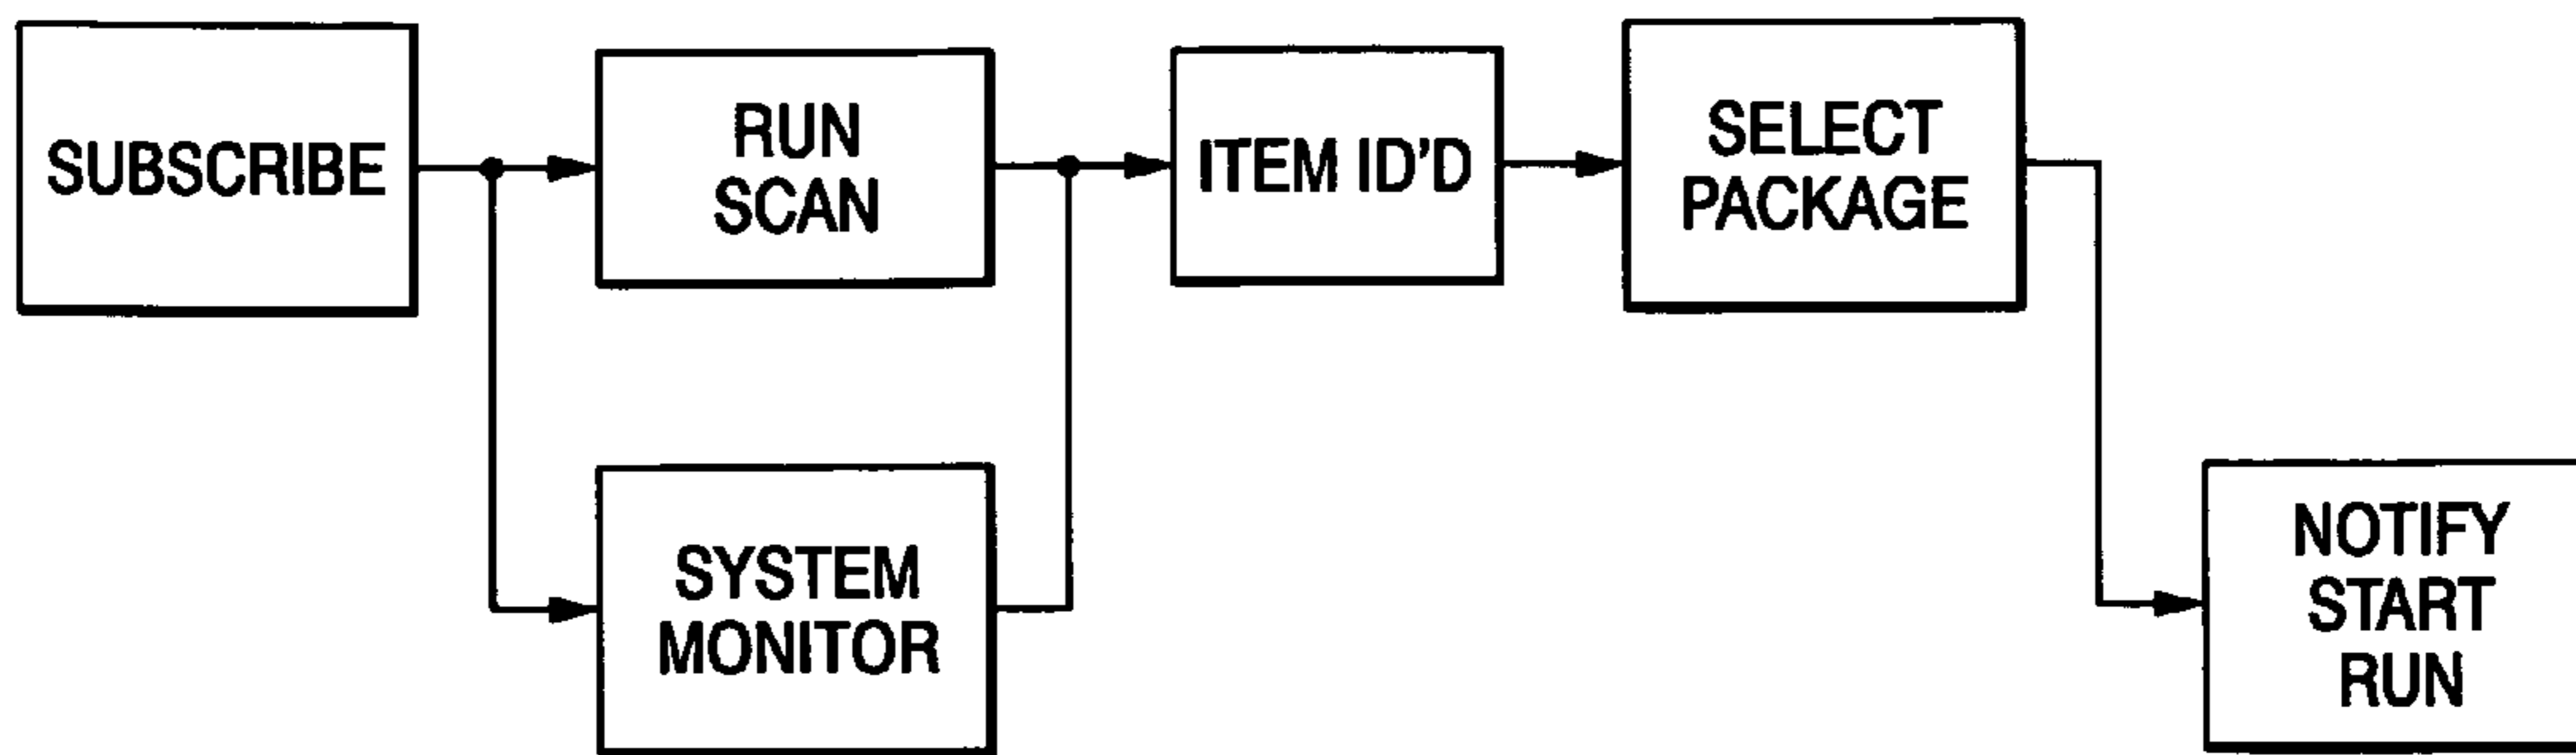 SUBSCRIBE
RUN
SCAN
ITEM ID'D
SELECT
PACKAGE
SYSTEM
MONITOR
NOTIFY
START
RUN